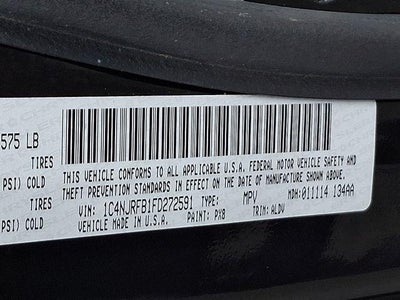 575 LB
TIRES
PSI) COLD
TIRES
PSI) COLD
THIS VEHICLE CONFORMS TO ALL APPLICABLE U.S.A. FEDERAL MOTOR VEHICLE SAFETY AND
THEFT PREVENTION STANDARDS IN EFFECT ON THE DATE OF MANUFACTURE SHOWN ABOVE.
VIN: 1C4NJRFB1FD272591 TYPE: MPV MDH: 011114 134AA
VEHICLE MADE IN U.S.A. PAINT: PX8 TRIM: ALDV